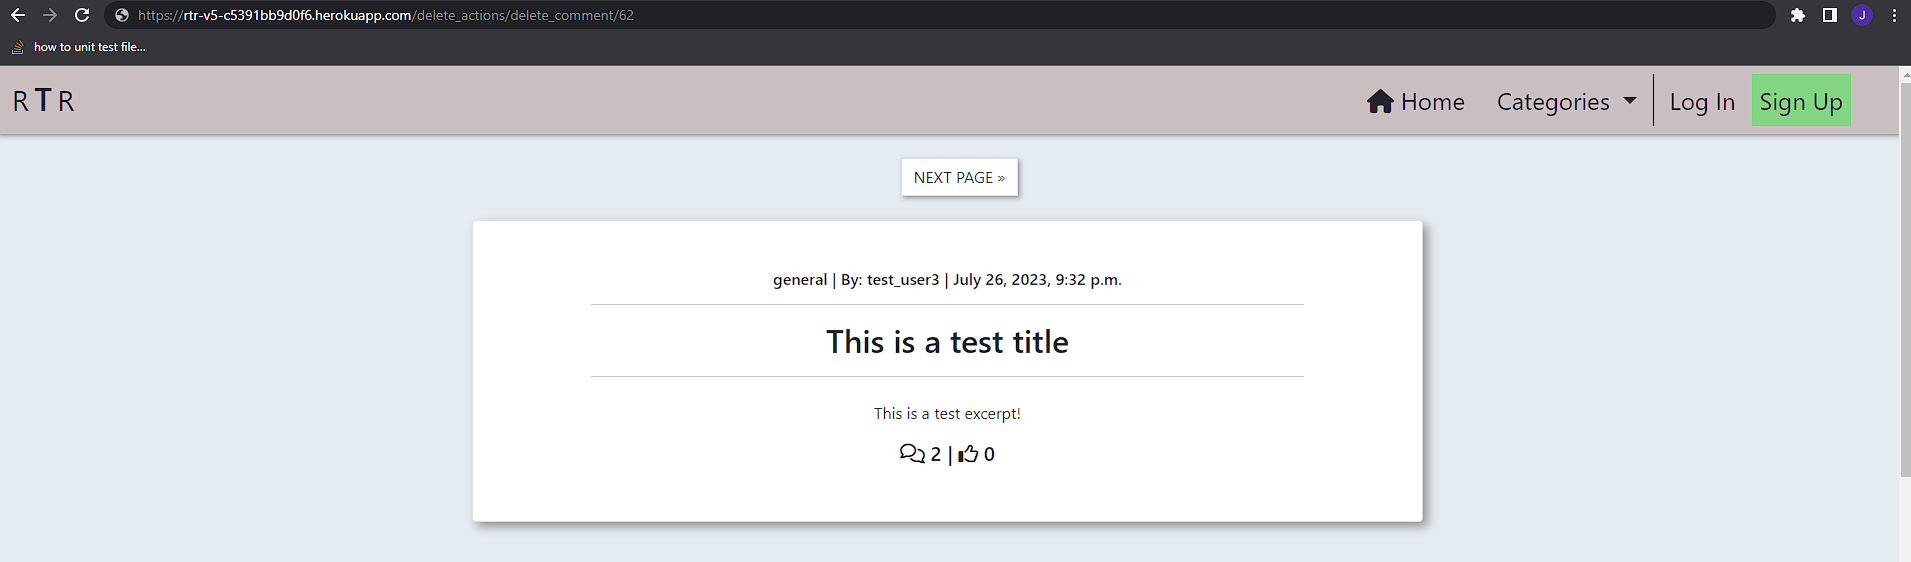 https://rtr-v5-c5391bb9d0f6.herokuapp.com/delete_actions/delete_comment/62
J
how to unit test file...
R T R
Home Categories Log In Sign Up
NEXT PAGE »
general | By: test_user3 | July 26, 2023, 9:32 p.m.
This is a test title
This is a test excerpt!
2 | 0